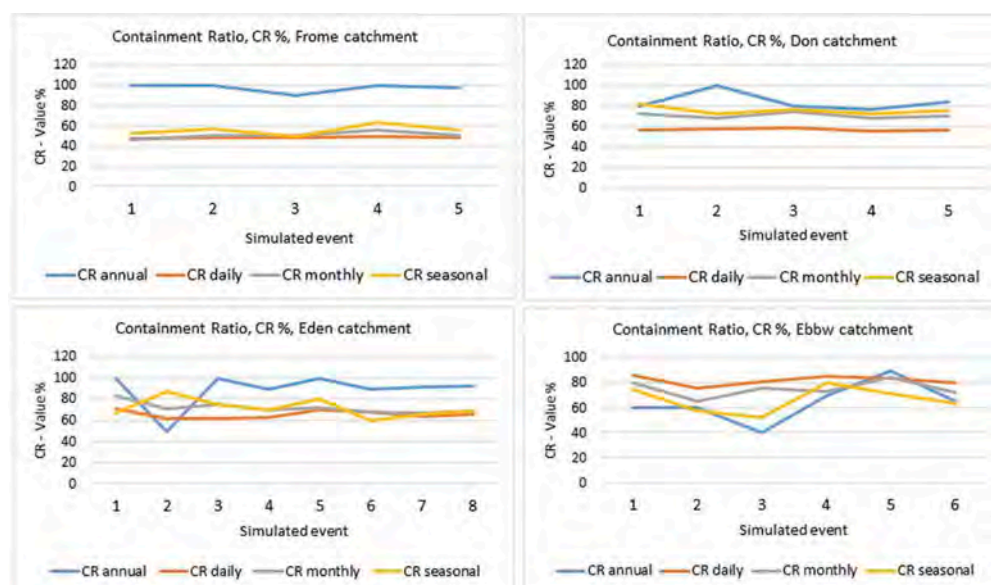 Containment Ratio, CR %, Frome catchment
CR - Value %
120
100
80
60
40
20
0
1 2 3 4 5
Simulated event
CR annual CR daily CR monthly CR seasonal
Containment Ratio, CR %, Don catchment
CR - Value %
120
100
80
60
40
20
0
1 2 3 4 5
Simulated event
CR annual CR daily CR monthly CR seasonal
Containment Ratio, CR %, Eden catchment
CR - Value %
120
100
80
60
40
20
0
1 2 3 4 5 6 7 8
Simulated event
CR annual CR daily CR monthly CR seasonal
Containment Ratio, CR %, Ebbw catchment
CR - Value %
100
80
60
40
20
0
1 2 3 4 5 6
Simulated event
CR annual CR daily CR monthly CR seasonal